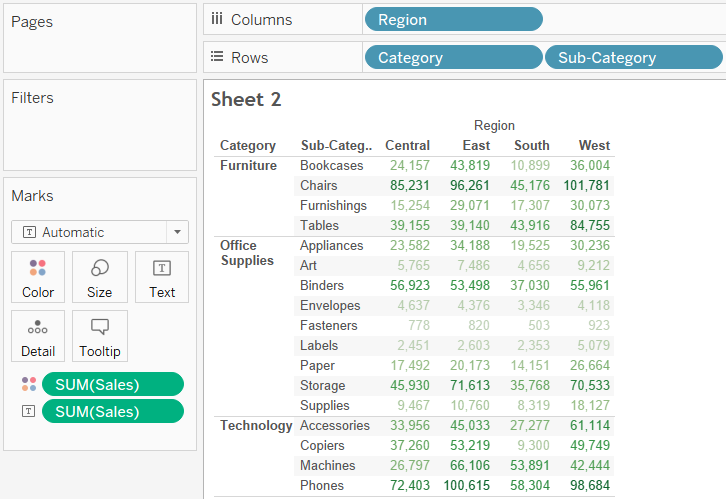 Pages
Columns Region
Rows Category Sub-Category
Filters
Sheet 2
Region
Category Sub-Categ.. Central East South West
Furniture Bookcases 24,157 43,819 10,899 36,004
Chairs 85,231 96,261 45,176 101,781
Furnishings 15,254 29,071 17,307 30,073
Tables 39,155 39,140 43,916 84,755
Office Supplies Appliances 23,582 34,188 19,525 30,236
Art 5,765 7,486 4,656 9,212
Binders 56,923 53,498 37,030 55,961
Envelopes 4,637 4,376 3,346 4,118
Fasteners 778 820 503 923
Labels 2,451 2,603 2,353 5,079
Paper 17,492 20,173 14,151 26,664
Storage 45,930 71,613 35,768 70,533
Supplies 9,467 10,760 8,319 18,127
Technology Accessories 33,956 45,033 27,277 61,114
Copiers 37,260 53,219 9,300 49,749
Machines 26,797 66,106 53,891 42,444
Phones 72,403 100,615 58,304 98,684
Marks
T Automatic
Color Size T Text
Detail Tooltip
SUM(Sales)
T SUM(Sales)